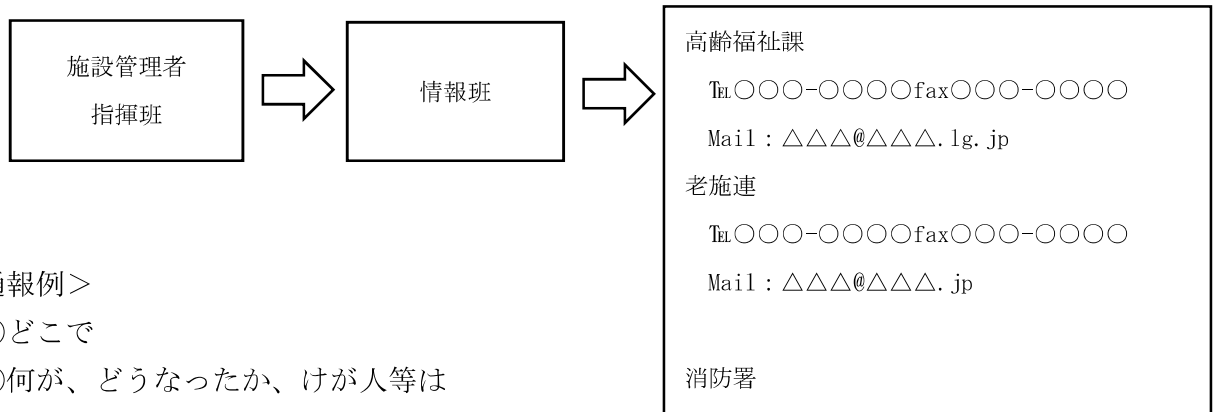 施設管理者
指揮班
情報班
高齢福祉課
℡○○○-○○○○fax○○○-○○○○
Mail：△△△@△△△.lg.jp
老施連
℡○○○-○○○○fax○○○-○○○○
Mail：△△△@△△△.jp
消防署
報例＞
どこで
何が、どうなったか、けが人等は